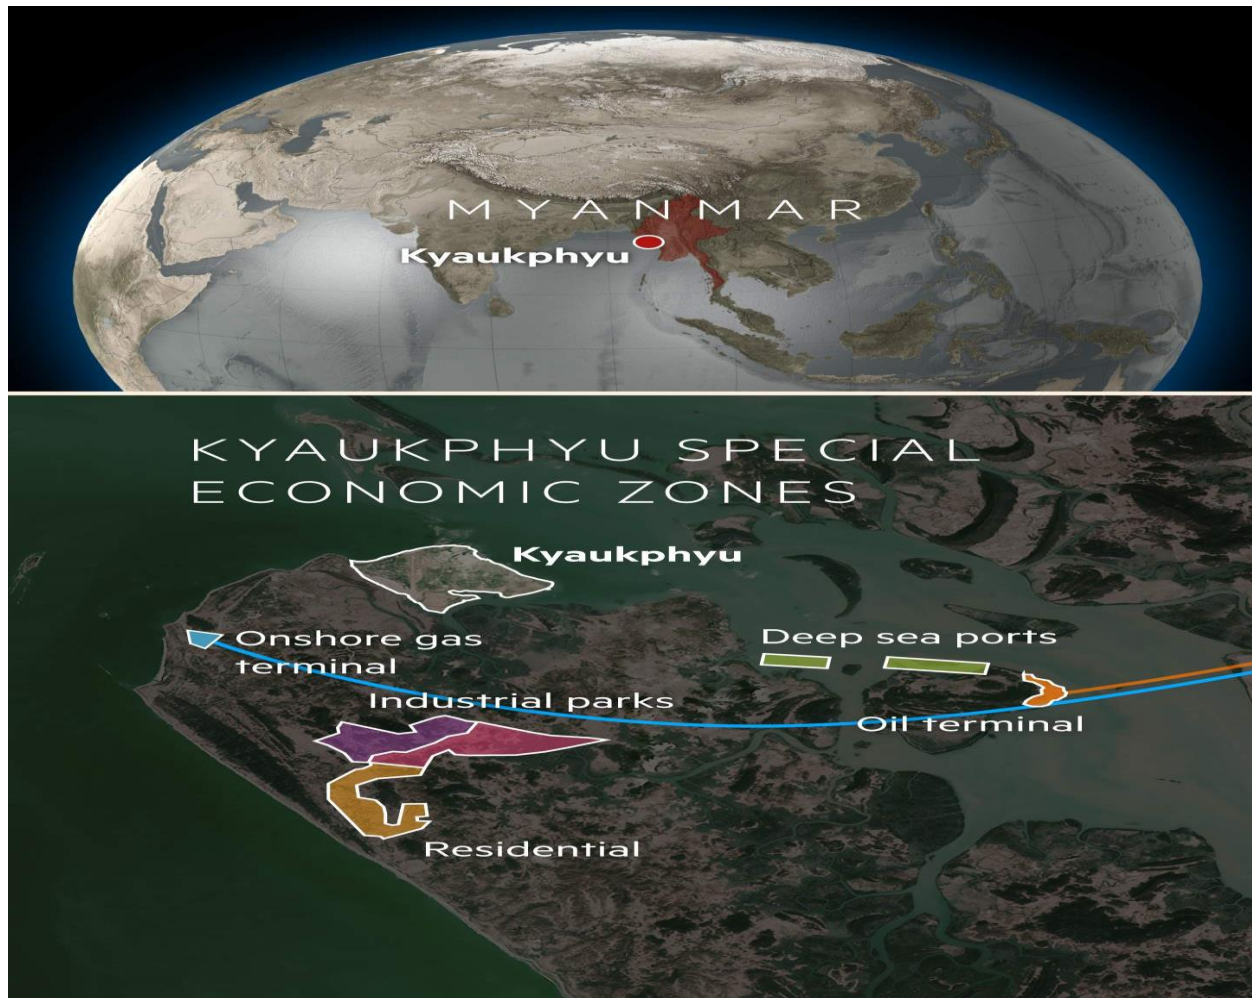 MYANMAR
Kyaukphyu
KYAUKPHYU SPECIAL
ECONOMIC ZONES
Kyaukphyu
Onshore gas
terminal
Deep sea ports
Industrial parks
Oil terminal
Residential